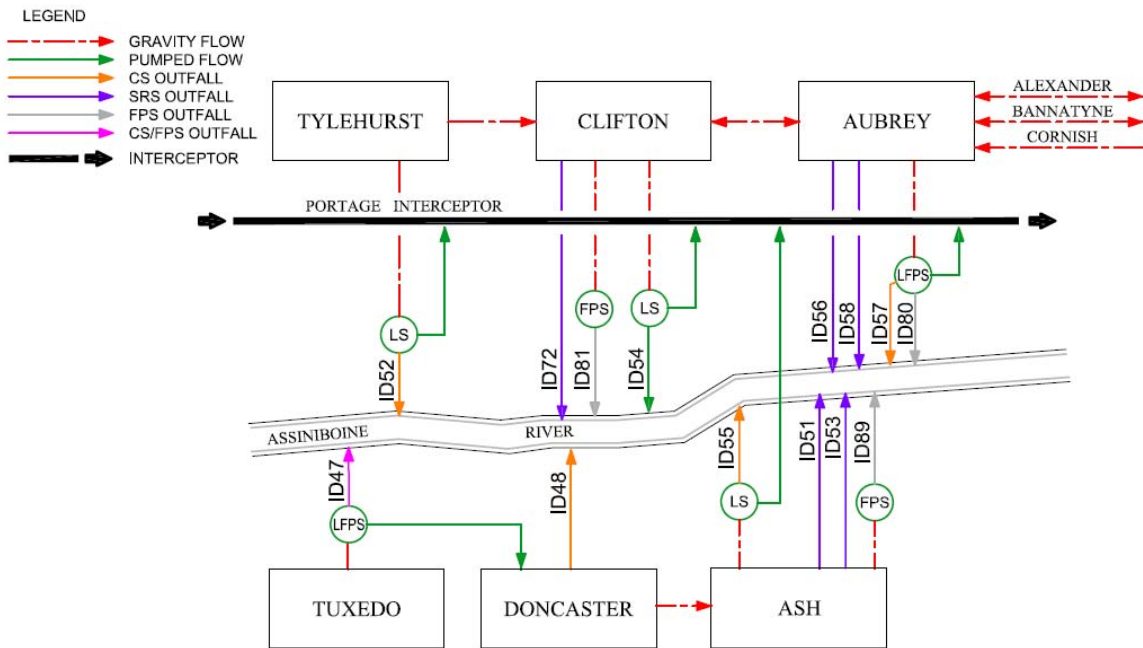 LEGEND
GRAVITY FLOW
PUMPED FLOW
CS OUTFALL
SRS OUTFALL
FPS OUTFALL
CS/FPS OUTFALL
INTERCEPTOR
TYLEHURST
CLIFTON
AUBREY
ALEXANDER
BANNATYNE
CORNISH
PORTAGE INTERCEPTOR
LFPS
FPS
LS
LS
ID52
ID72
ID81
ID54
ID56
ID58
ID57
ID80
ASSINIBOINE RIVER
ID47
ID48
ID55
ID51
ID53
ID89
LFPS
LS
FPS
TUXEDO
DONCASTER
ASH